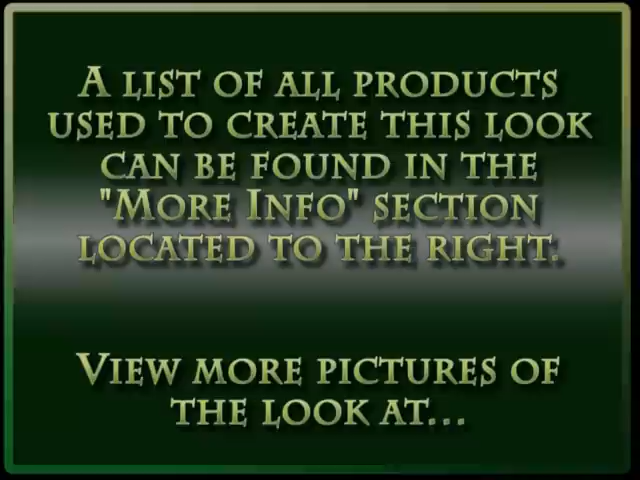 A LIST OF ALL PRODUCTS
USED TO CREATE THIS LOOK
CAN BE FOUND IN THE
"MORE INFO" SECTION
LOCATED TO THE RIGHT.
VIEW MORE PICTURES OF
THE LOOK AT...